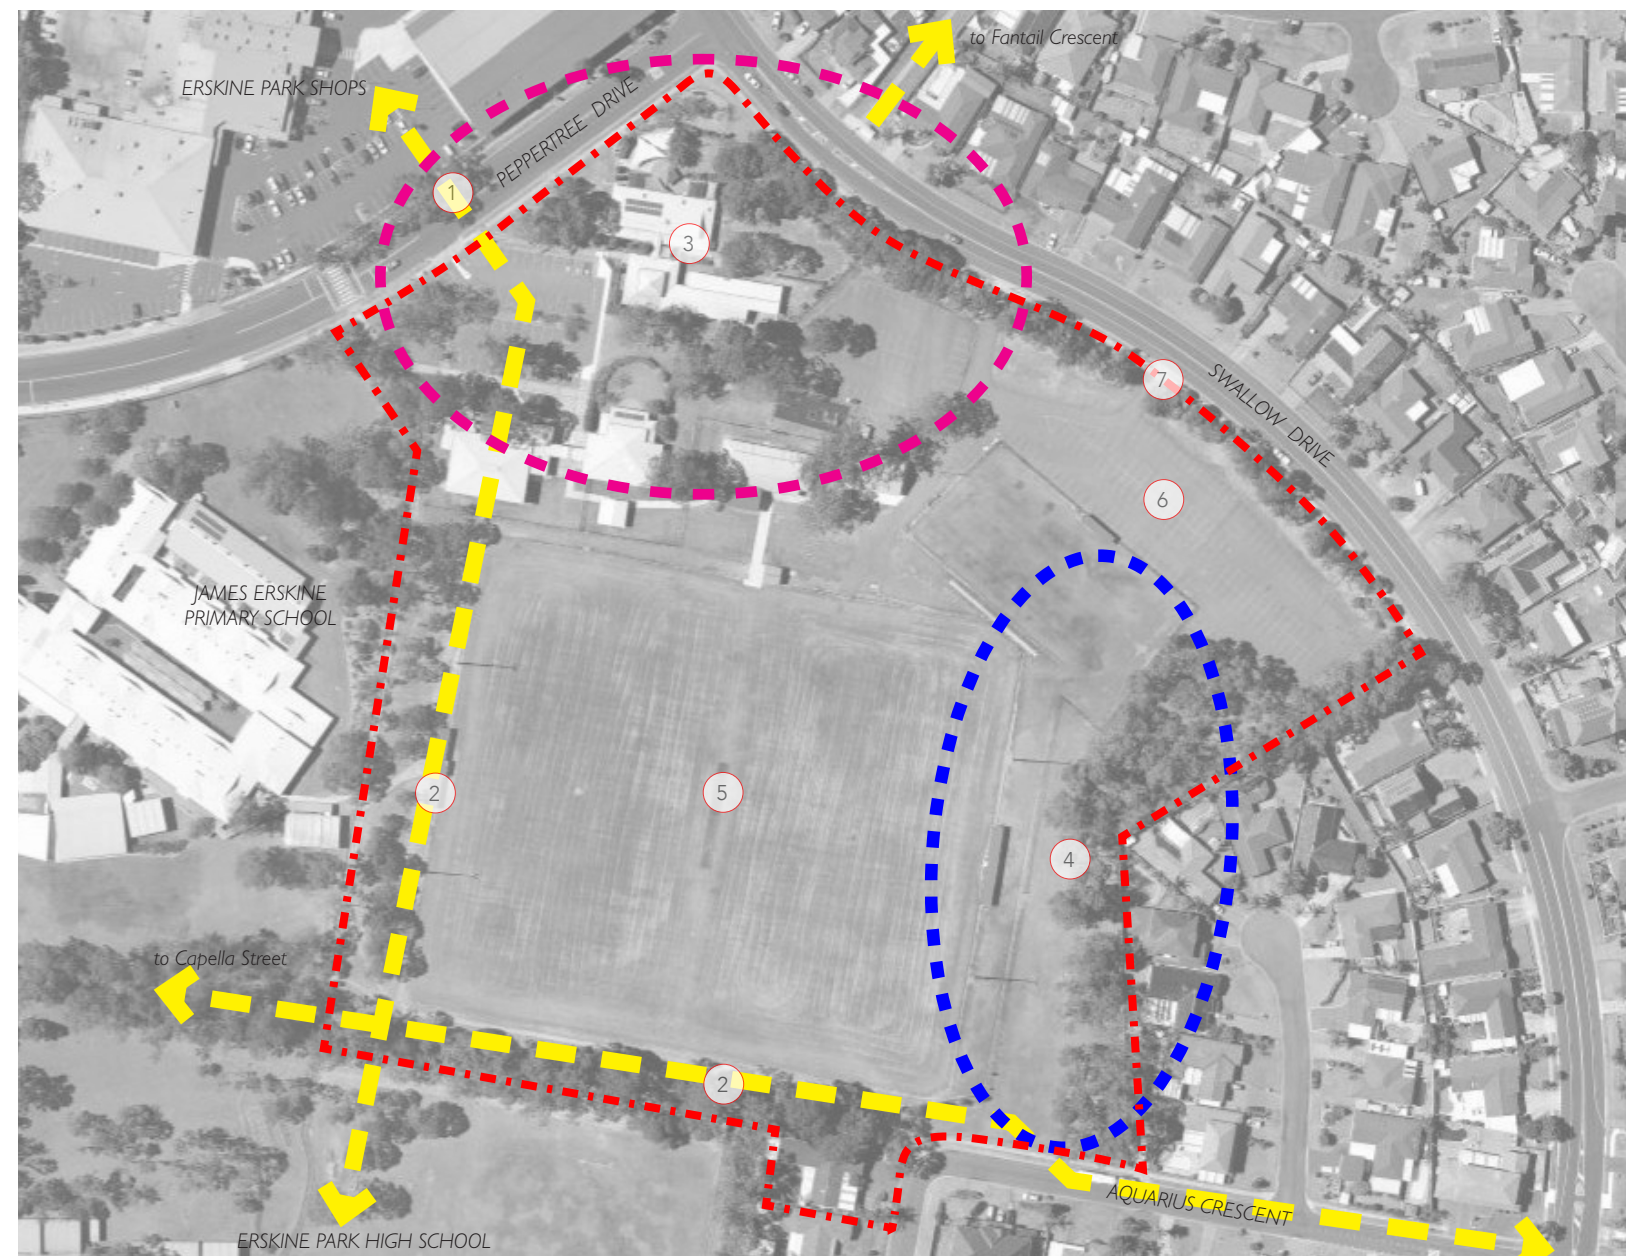 to Fantail Crescent
ERSKINE PARK SHOPS
PEPPERTREE DRIVE
1
3
7
SWALLOW DRIVE
6
JAMES ERSKINE
PRIMARY SCHOOL
2
5
4
to Capella Street
2
AQUARIUS CRESCENT
ERSKINE PARK HIGH SCHOOL